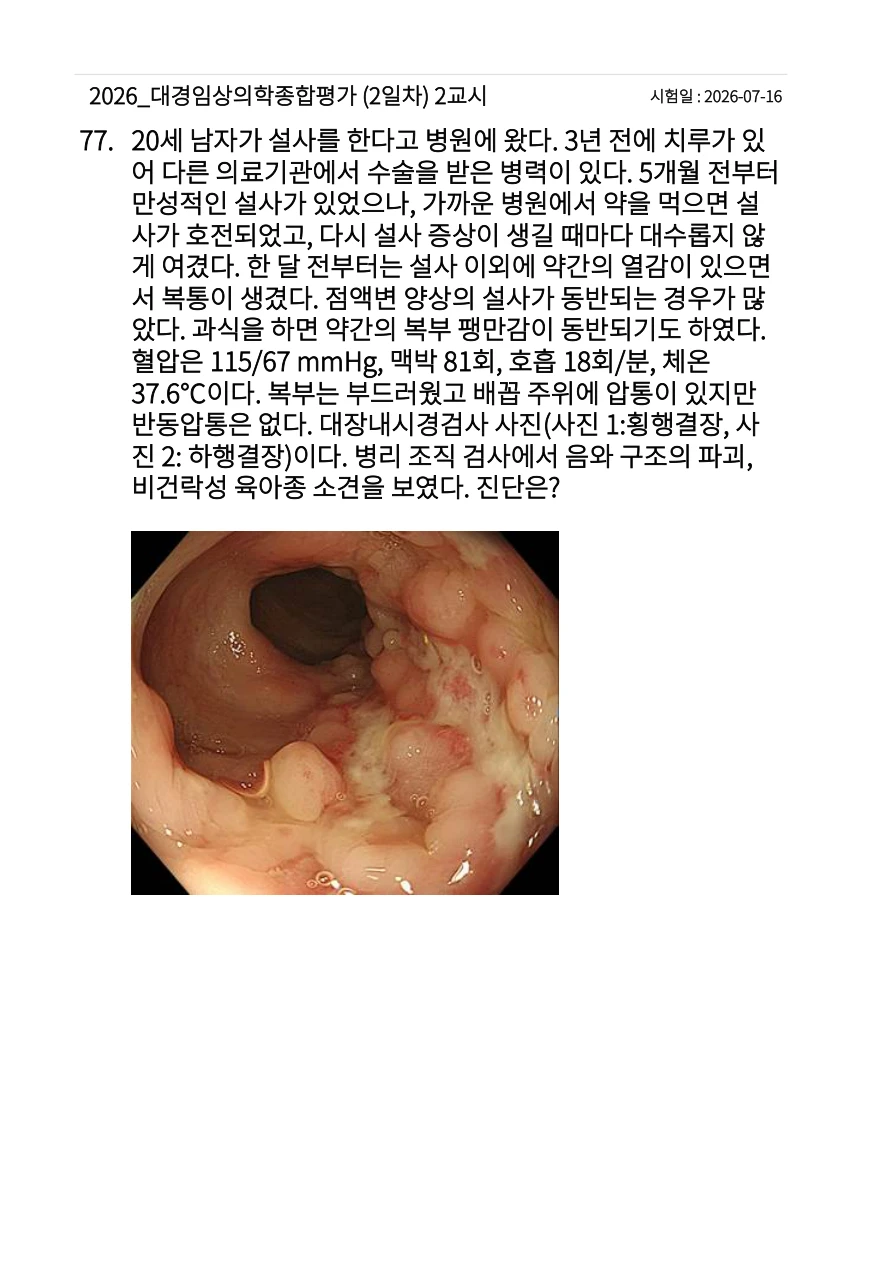 2026_대경임상의학종합평가 (2일차) 2교시
시험일 : 2026-07-16
77. 20세 남자가 설사를 한다고 병원에 왔다. 3년 전에 치루가 있
어 다른 의료기관에서 수술을 받은 병력이 있다. 5개월 전부터
만성적인 설사가 있었으나, 가까운 병원에서 약을 먹으면 설
사가 호전되었고, 다시 설사 증상이 생길 때마다 대수롭지 않
게 여겼다. 한 달 전부터는 설사 이외에 약간의 열감이 있으면
서 복통이 생겼다. 점액변 양상의 설사가 동반되는 경우가 많
았다. 과식을 하면 약간의 복부 팽만감이 동반되기도 하였다.
혈압은 115/67 mmHg, 맥박 81회, 호흡 18회/분, 체온
37.6℃이다. 복부는 부드러웠고 배꼽 주위에 압통이 있지만
반동압통은 없다. 대장내시경검사 사진(사진 1:횡행결장, 사
진 2: 하행결장)이다. 병리 조직 검사에서 음와 구조의 파괴,
비건락성 육아종 소견을 보였다. 진단은?